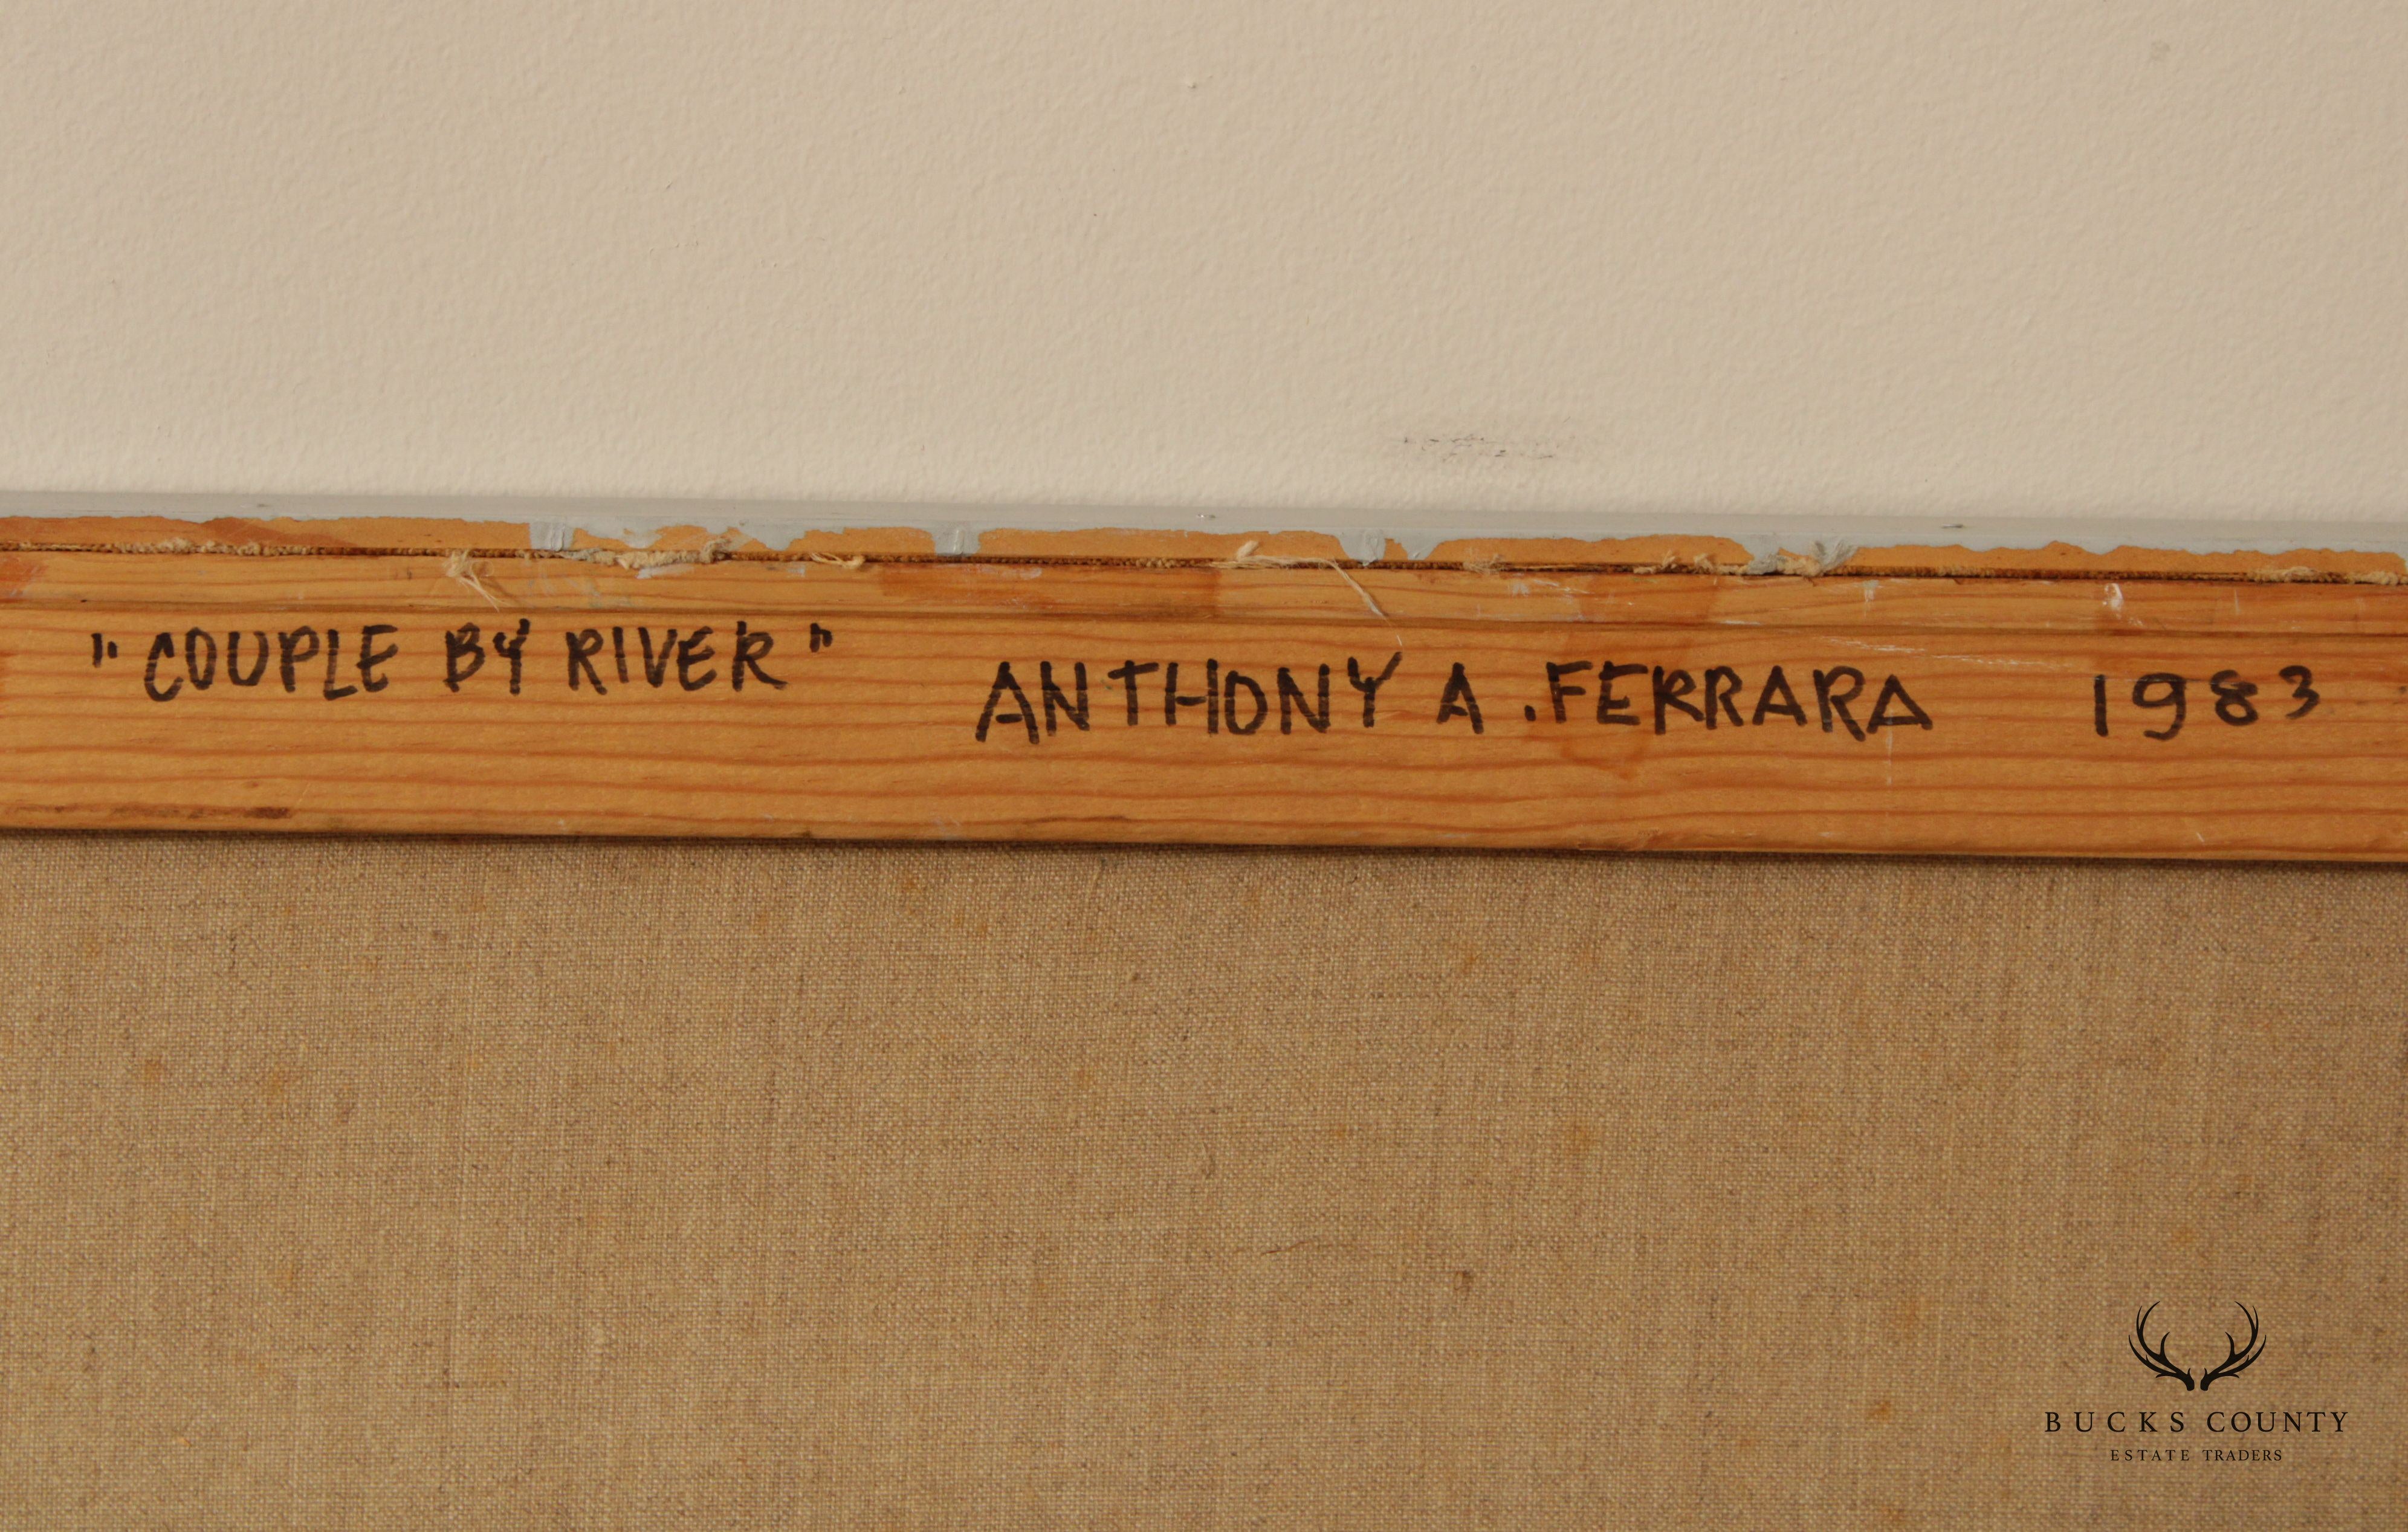 "COUPLE BY RIVER" ANTHONY A. FERRARA 1983
BUCKS COUNTY
ESTATE TRADERS